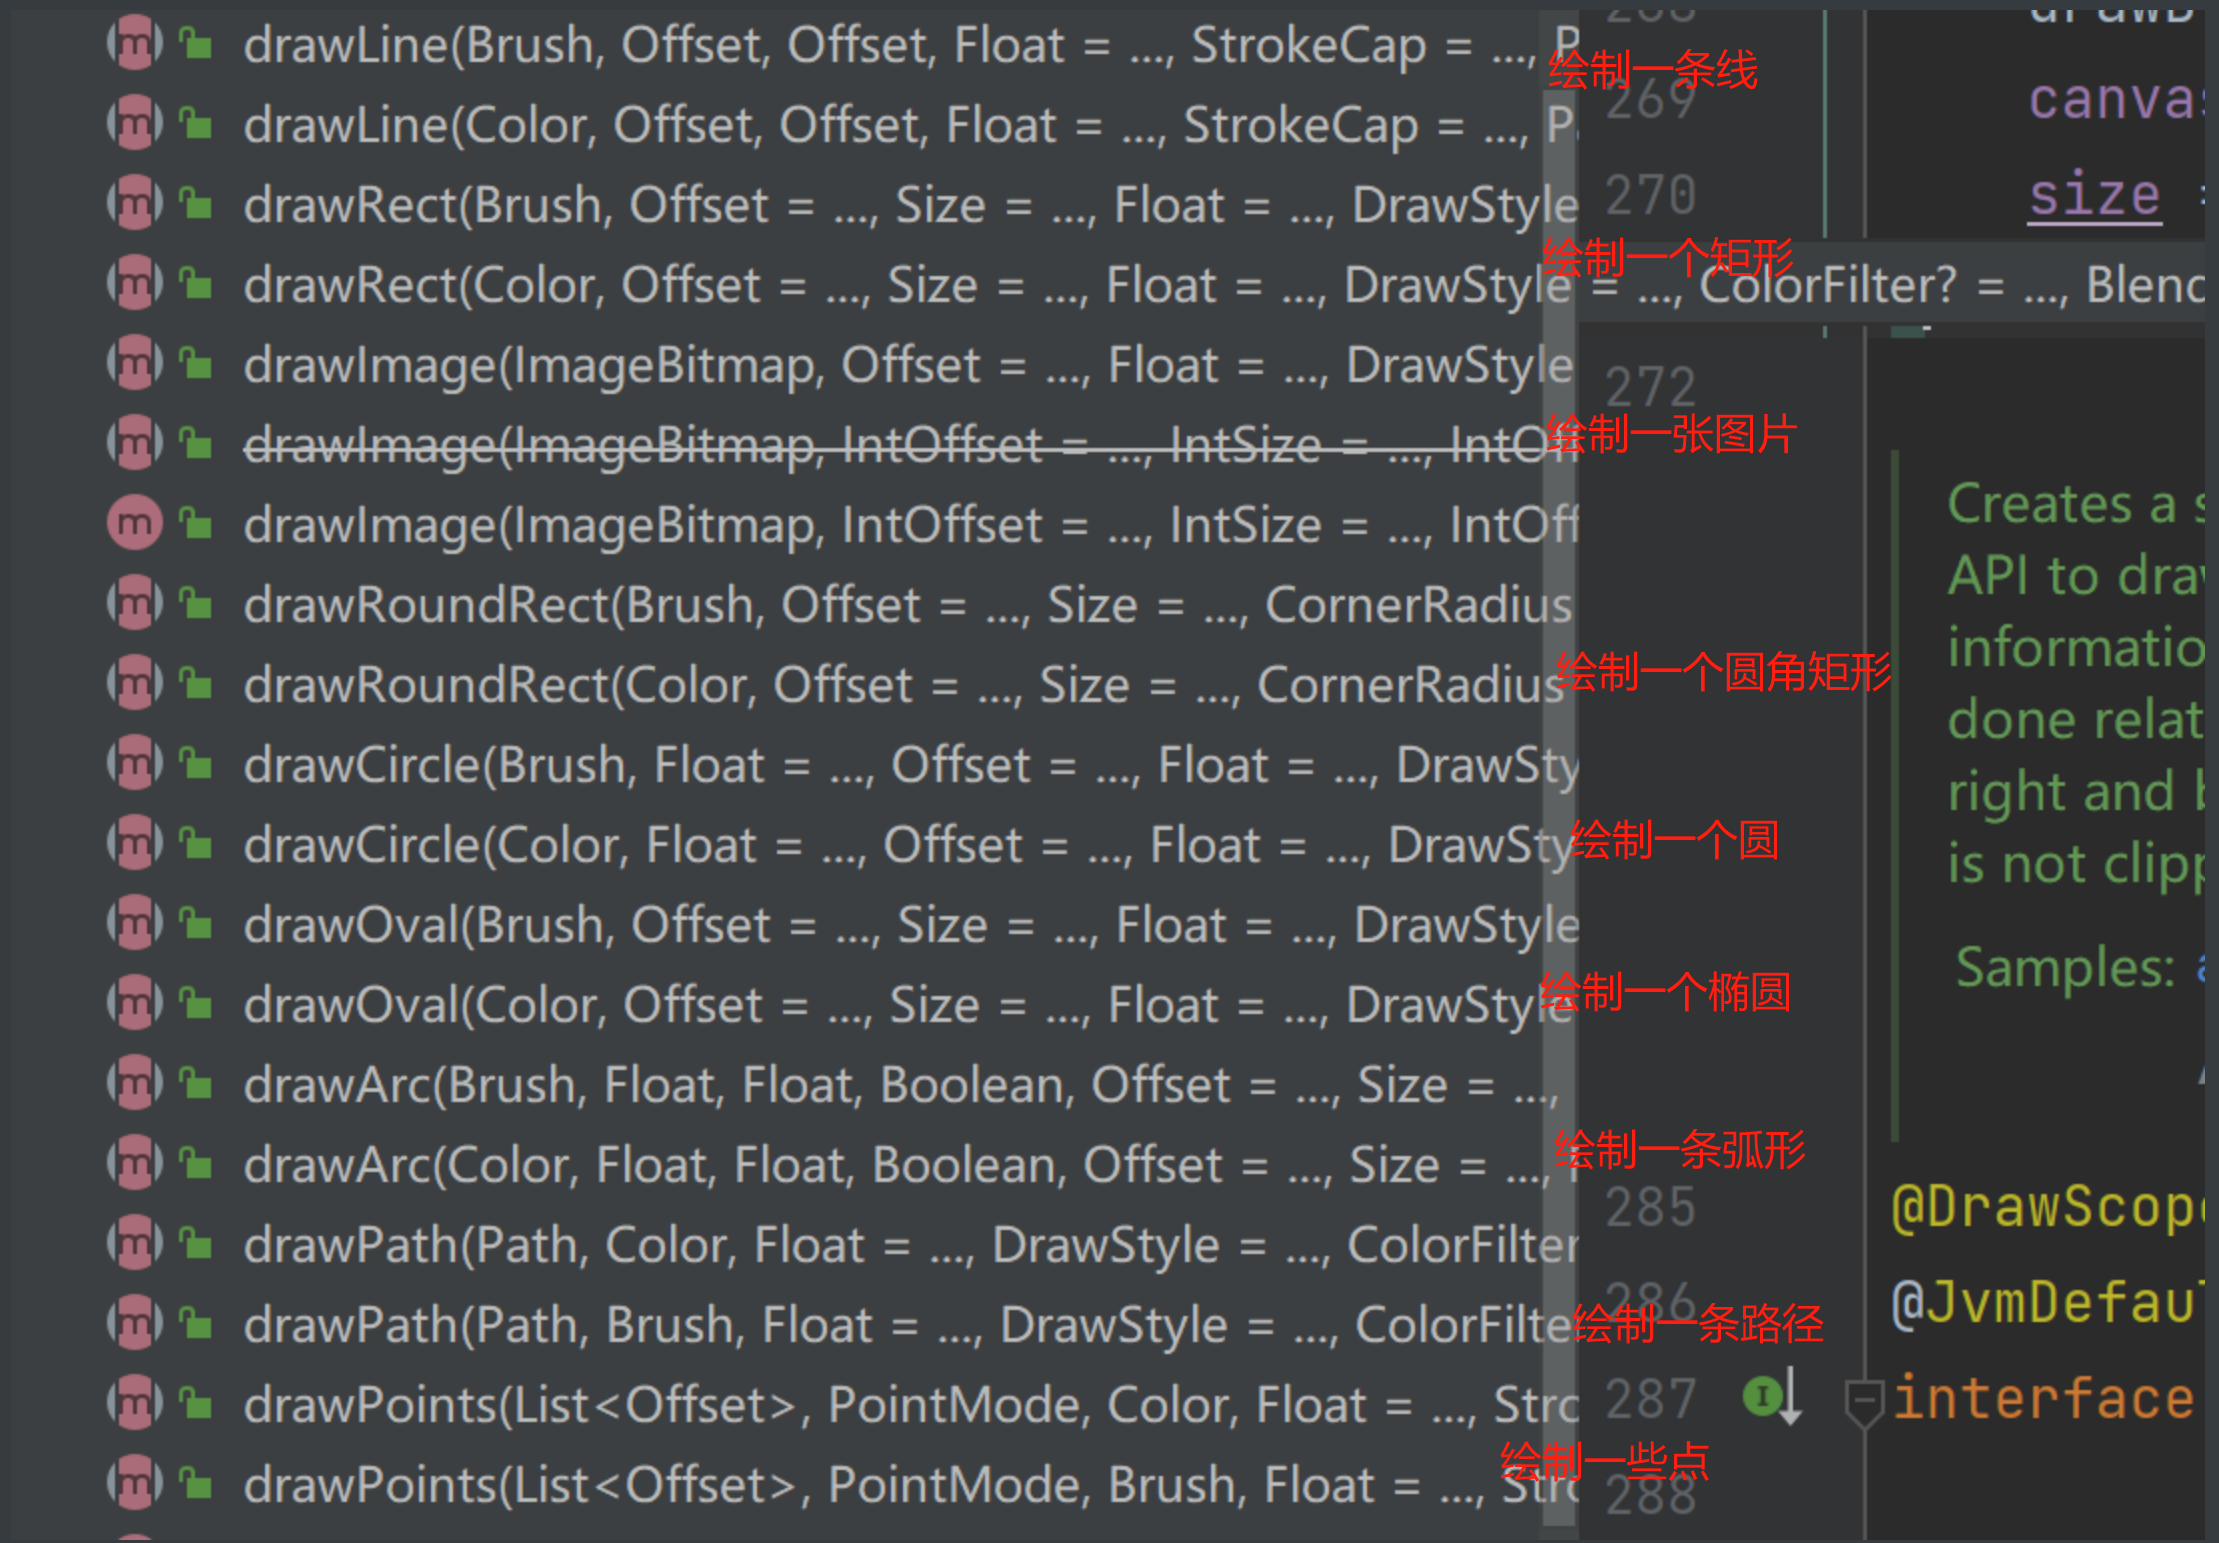 drawLine(Brush, Offset, Offset, Float = ..., StrokeCap = ..., P
绘制一条线
drawLine(Color, Offset, Offset, Float = ..., StrokeCap = ..., P
drawRect(Brush, Offset = ..., Size = ..., Float = ..., DrawStyle
绘制一个矩形
drawRect(Color, Offset = ..., Size = ..., Float = ..., DrawStyle = ..., ColorFilter? = ..., Blend
drawImage(ImageBitmap, Offset = ..., Float = ..., DrawStyle
drawImage(ImageBitmap, IntOffset = ..., IntSize = ..., IntOf
绘制一张图片
drawImage(ImageBitmap, IntOffset = ..., IntSize = ..., IntOff
drawRoundRect(Brush, Offset = ..., Size = ..., CornerRadius
drawRoundRect(Color, Offset = ..., Size = ..., CornerRadius
绘制一个圆角矩形
drawCircle(Brush, Float = ..., Offset = ..., Float = ..., DrawSty
drawCircle(Color, Float = ..., Offset = ..., Float = ..., DrawSty
绘制一个圆
drawOval(Brush, Offset = ..., Size = ..., Float = ..., DrawStyle
drawOval(Color, Offset = ..., Size = ..., Float = ..., DrawStyle
绘制一个椭圆
drawArc(Brush, Float, Float, Boolean, Offset = ..., Size = ...,
drawArc(Color, Float, Float, Boolean, Offset = ..., Size = ...,
绘制一条弧形
drawPath(Path, Color, Float = ..., DrawStyle = ..., ColorFilter
drawPath(Path, Brush, Float = ..., DrawStyle = ..., ColorFilte
绘制一条路径
drawPoints(List<Offset>, PointMode, Color, Float = ..., Stro
drawPoints(List<Offset>, PointMode, Brush, Float = ..., Stro
绘制一些点
268
269 canvas
270 size
272
Creates a s
API to draw
informatio
done relat
right and b
is not clipp
Samples: a
285 @DrawScop
286 @JvmDefau
287 interface
288